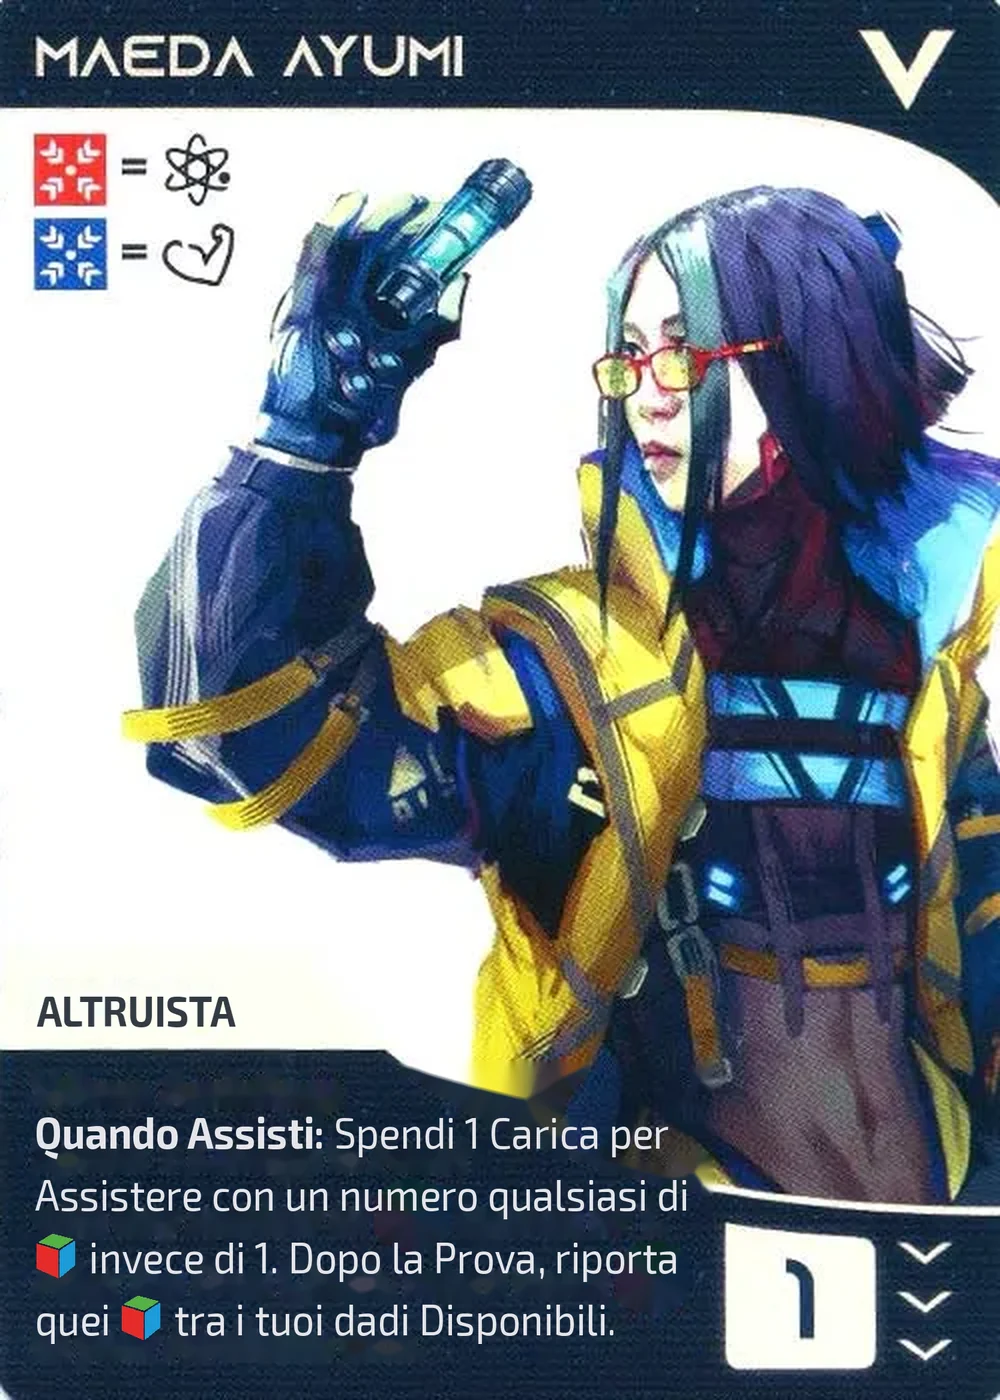 MAEDA AYUMI
=
=
ALTRUISTA
Quando Assisti: Spendi 1 Carica per
Assistere con un numero qualsiasi di
invece di 1. Dopo la Prova, riporta
quei tra i tuoi dadi Disponibili.
1